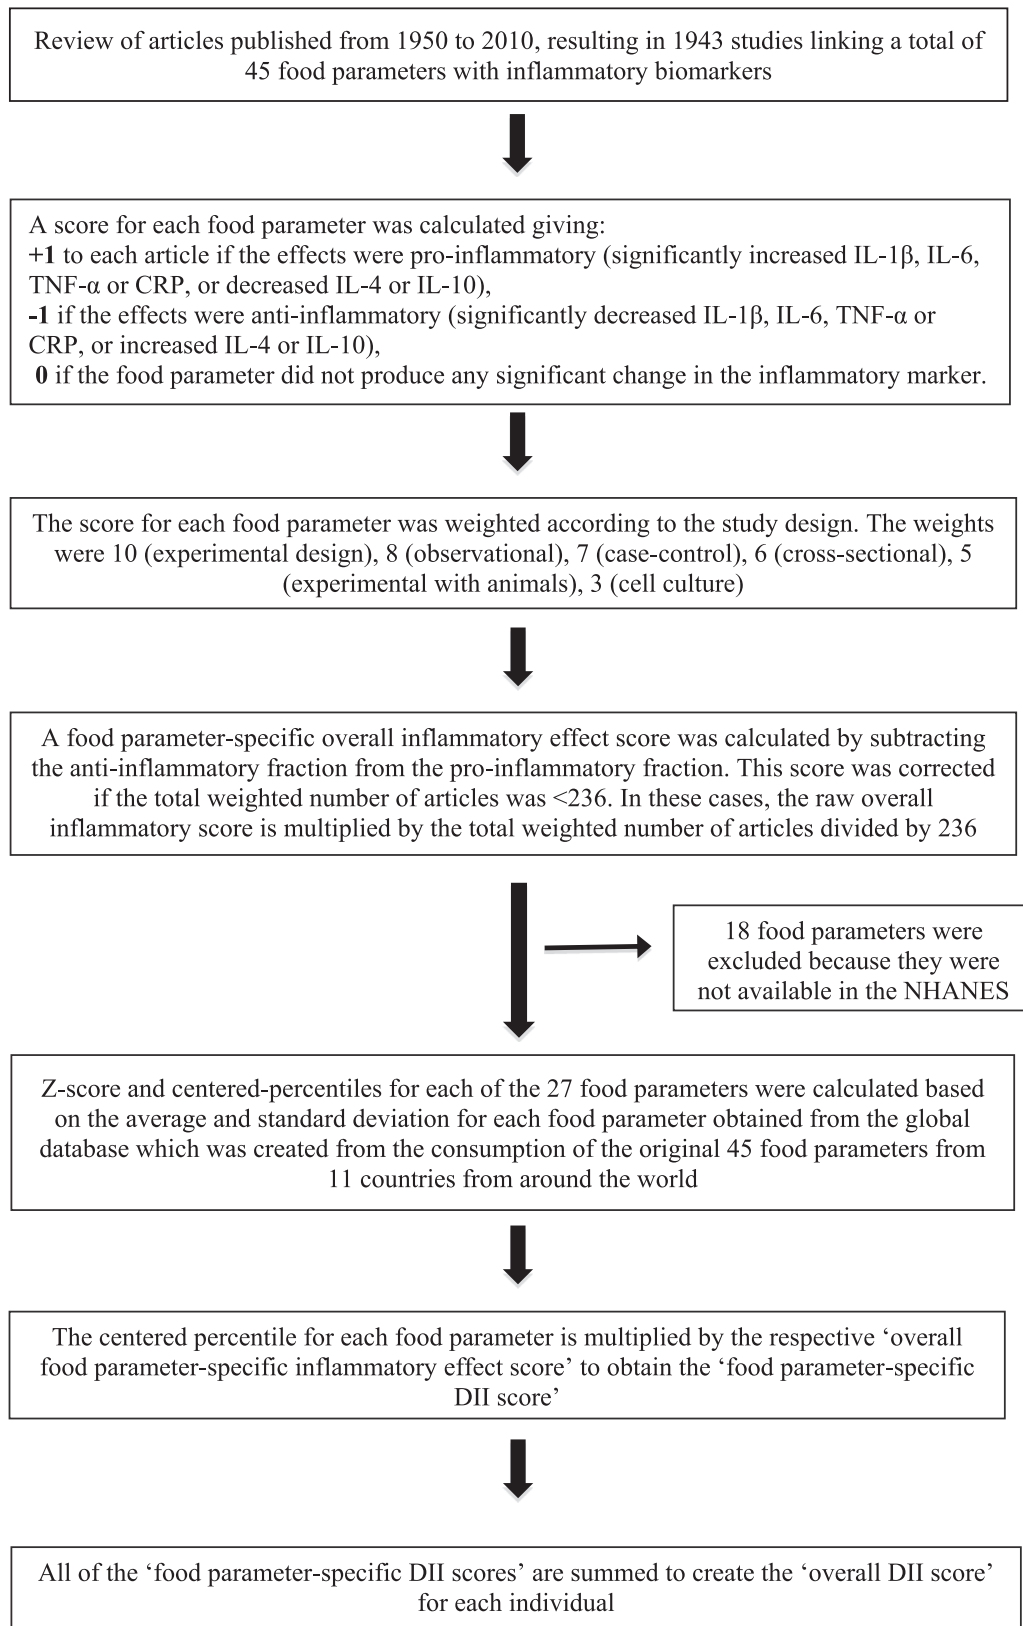 Review of articles published from 1950 to 2010, resulting in 1943 studies linking a total of
45 food parameters with inflammatory biomarkers
A score for each food parameter was calculated giving:
+1 to each article if the effects were pro-inflammatory (significantly increased IL-1β, IL-6,
TNF-α or CRP, or decreased IL-4 or IL-10),
-1 if the effects were anti-inflammatory (significantly decreased IL-1β, IL-6, TNF-α or
CRP, or increased IL-4 or IL-10),
0 if the food parameter did not produce any significant change in the inflammatory marker.
The score for each food parameter was weighted according to the study design. The weights
were 10 (experimental design), 8 (observational), 7 (case-control), 6 (cross-sectional), 5
(experimental with animals), 3 (cell culture)
A food parameter-specific overall inflammatory effect score was calculated by subtracting
the anti-inflammatory fraction from the pro-inflammatory fraction. This score was corrected
if the total weighted number of articles was <236. In these cases, the raw overall
inflammatory score is multiplied by the total weighted number of articles divided by 236
18 food parameters were
excluded because they were
not available in the NHANES
Z-score and centered-percentiles for each of the 27 food parameters were calculated based
on the average and standard deviation for each food parameter obtained from the global
database which was created from the consumption of the original 45 food parameters from
11 countries from around the world
The centered percentile for each food parameter is multiplied by the respective ‘overall
food parameter-specific inflammatory effect score’ to obtain the ‘food parameter-specific
DII score’
All of the ‘food parameter-specific DII scores’ are summed to create the ‘overall DII score’
for each individual